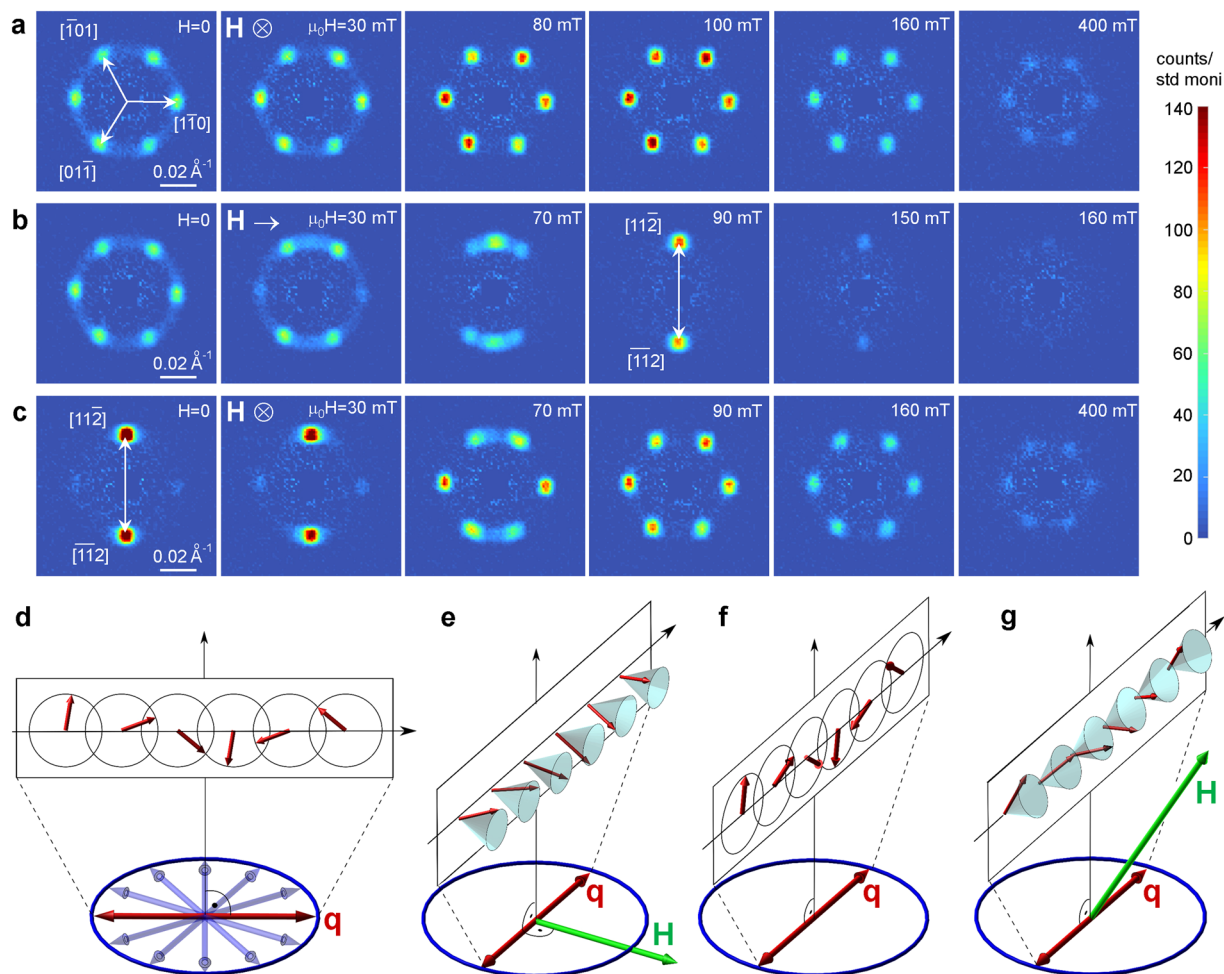 a
[1̅01]
H=0
[11̅0]
[011̅]
0.02 Å⁻¹
H ⊗ μ₀H=30 mT
80 mT
100 mT
160 mT
400 mT
counts/
std moni
140
120
100
80
60
40
20
0
b
H=0
0.02 Å⁻¹
H → μ₀H=30 mT
70 mT
90 mT
[112̅]
[1̅1̅2]
150 mT
160 mT
c
H=0
[112̅]
[1̅1̅2]
0.02 Å⁻¹
H ⊗ μ₀H=30 mT
70 mT
90 mT
160 mT
400 mT
d
q
e
q
H
f
q
g
q
H